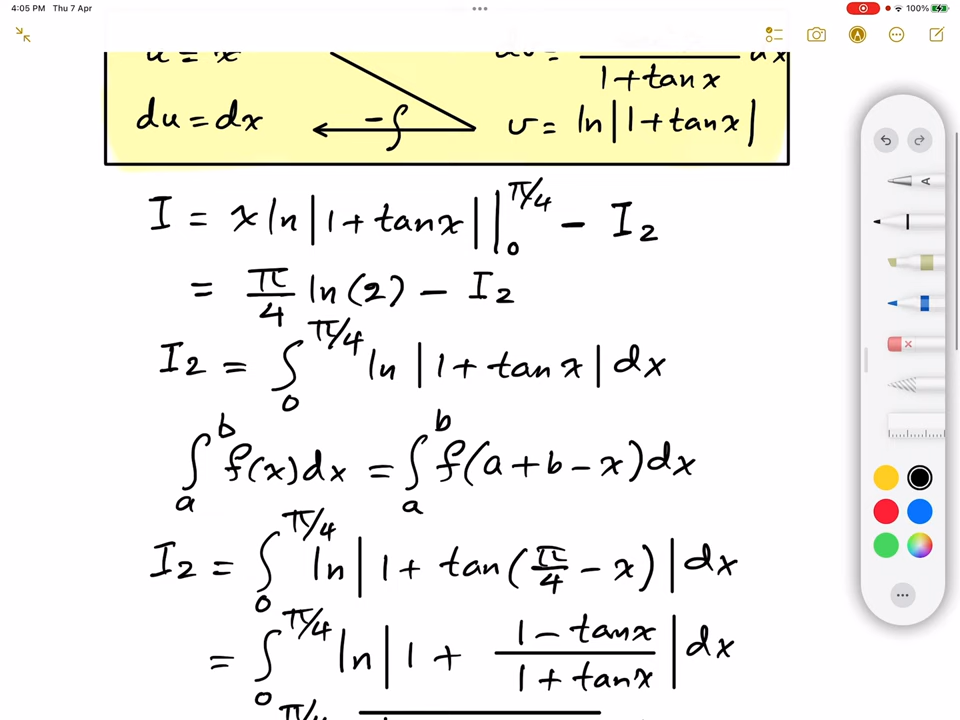 4:05 PM Thu 7 Apr 100%
1 + tan x
du = dx -∫ v = ln|1 + tan x|
I = x ln|1 + tan x||₀^π/4 - I₂
= π/4 ln(2) - I₂
I₂ = ∫₀^π/4 ln|1 + tan x| dx
∫ₐᵇ f(x)dx = ∫ₐᵇ f(a + b - x)dx
I₂ = ∫₀^π/4 ln|1 + tan(π/4 - x)| dx
= ∫₀^π/4 ln|1 + (1 - tan x)/(1 + tan x)| dx
π/4
A